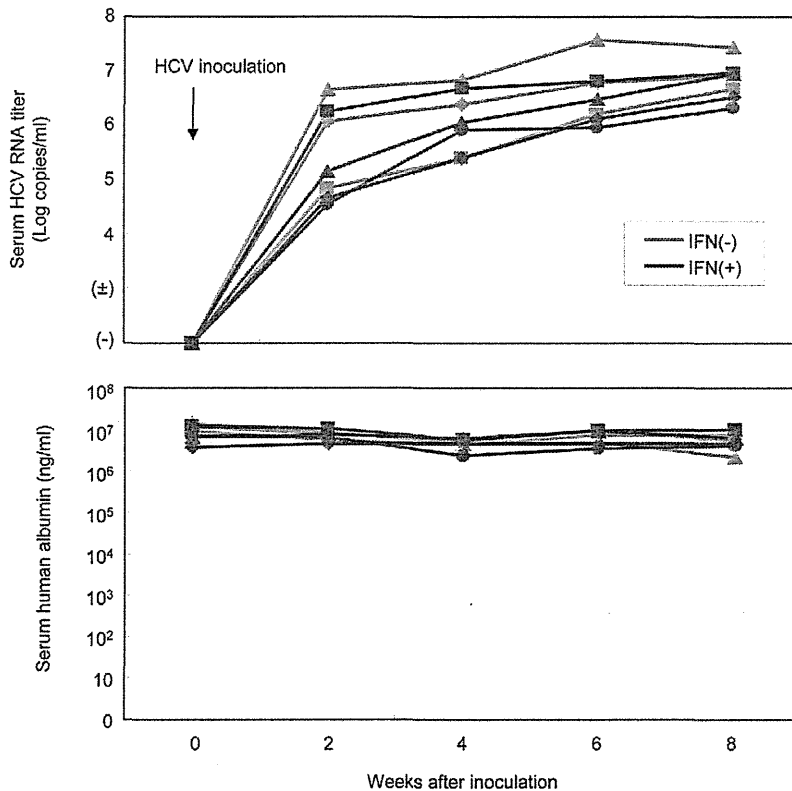 Serum HCV RNA titer
(Log copies/ml)
8
7
6
5
4
(±)
(-)
HCV inoculation
IFN(-)
IFN(+)
Serum human albumin (ng/ml)
10⁸
10⁷
10⁶
10⁵
10⁴
10³
10²
10
0
0 2 4 6 8
Weeks after inoculation